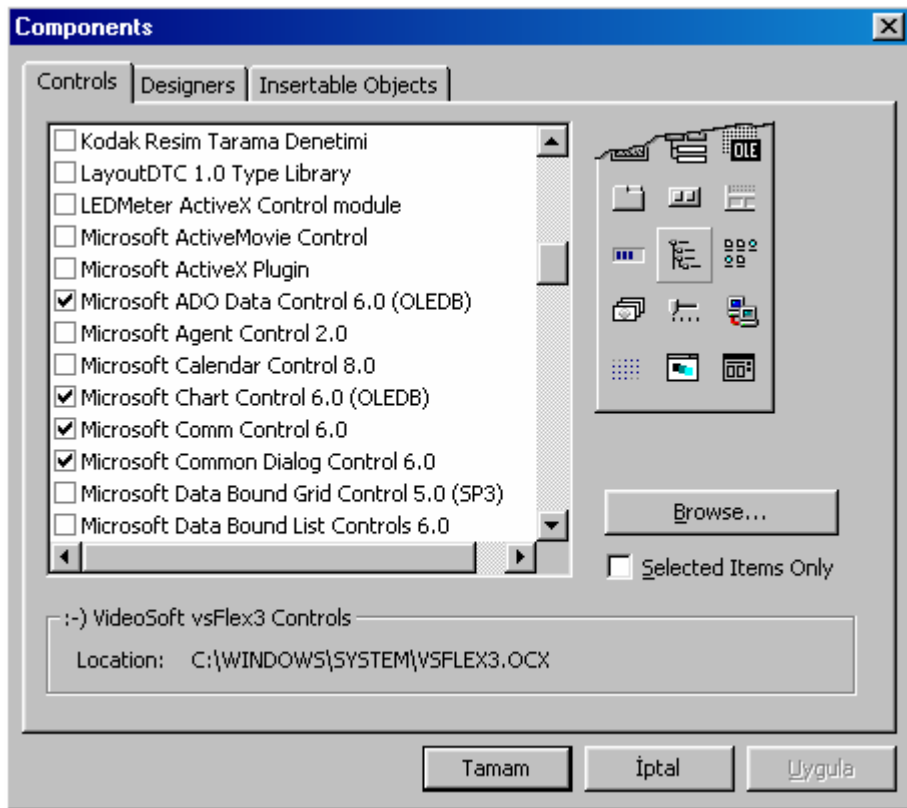 Components
Controls Designers Insertable Objects
Kodak Resim Tarama Denetimi
LayoutDTC 1.0 Type Library
LEDMeter ActiveX Control module
Microsoft ActiveMovie Control
Microsoft ActiveX Plugin
Microsoft ADO Data Control 6.0 (OLEDB)
Microsoft Agent Control 2.0
Microsoft Calendar Control 8.0
Microsoft Chart Control 6.0 (OLEDB)
Microsoft Comm Control 6.0
Microsoft Common Dialog Control 6.0
Microsoft Data Bound Grid Control 5.0 (SP3)
Microsoft Data Bound List Controls 6.0
OLE
Browse...
Selected Items Only
:-) VideoSoft vsFlex3 Controls
Location: C:\WINDOWS\SYSTEM\VSFLEX3.OCX
Tamam İptal Uygula